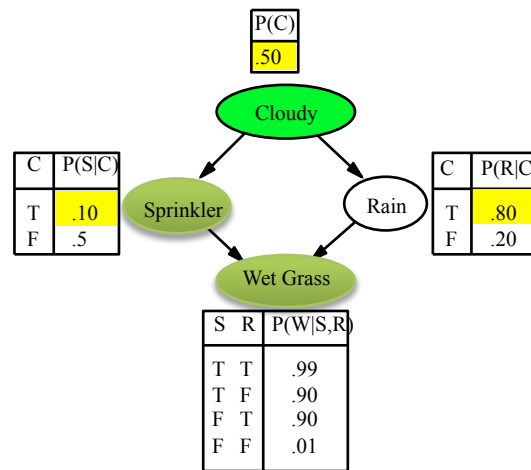 P(C)
.50
Cloudy
C P(S|C)
T .10
F .5
Sprinkler
Rain
C P(R|C
T .80
F .20
Wet Grass
S R P(W|S,R)
T T .99
T F .90
F T .90
F F .01